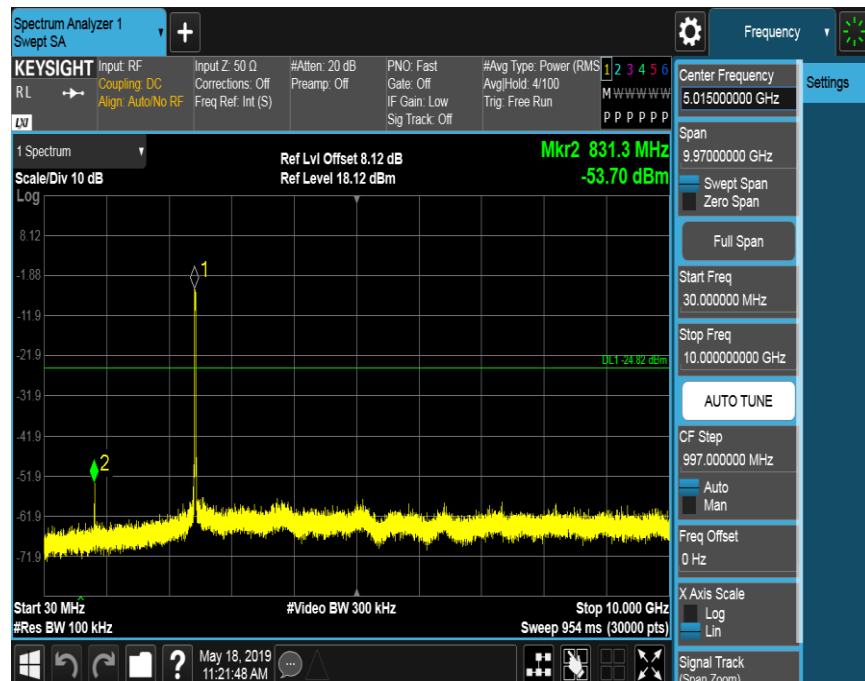 Spectrum Analyzer 1
Swept SA
+
Frequency
KEYSIGHT
RL
LXI
Input: RF
Coupling: DC
Align: Auto/No RF
Input Z: 50 Ω
Corrections: Off
Freq Ref: Int (S)
#Atten: 20 dB
Preamp: Off
PNO: Fast
Gate: Off
IF Gain: Low
Sig Track: Off
#Avg Type: Power (RMS
Avg|Hold: 4/100
Trig: Free Run
1 2 3 4 5 6
M W W W W W
P P P P P P
Center Frequency
5.015000000 GHz
Settings
Span
9.97000000 GHz
Swept Span
Zero Span
Full Span
Start Freq
30.000000 MHz
Stop Freq
10.000000000 GHz
AUTO TUNE
CF Step
997.000000 MHz
Auto
Man
Freq Offset
0 Hz
X Axis Scale
Log
Lin
Signal Track
(Span Zoom)
1 Spectrum
Scale/Div 10 dB
Log
Ref Lvl Offset 8.12 dB
Ref Level 18.12 dBm
Mkr2 831.3 MHz
-53.70 dBm
8.12
-1.88
-11.9
-21.9
-31.9
-41.9
-51.9
-61.9
-71.9
1
2
DL1 -24.82 dBm
Start 30 MHz
#Res BW 100 kHz
#Video BW 300 kHz
Stop 10.000 GHz
Sweep 954 ms (30000 pts)
?
May 18, 2019
11:21:48 AM